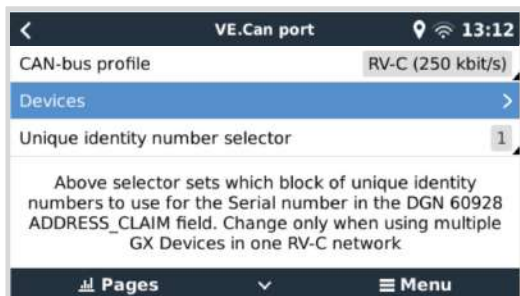 VE.Can port 13:12
CAN-bus profile RV-C (250 kbit/s)
Devices
Unique identity number selector 1
Above selector sets which block of unique identity
numbers to use for the Serial number in the DGN 60928
ADDRESS_CLAIM field. Change only when using multiple
GX Devices in one RV-C network
Pages Menu